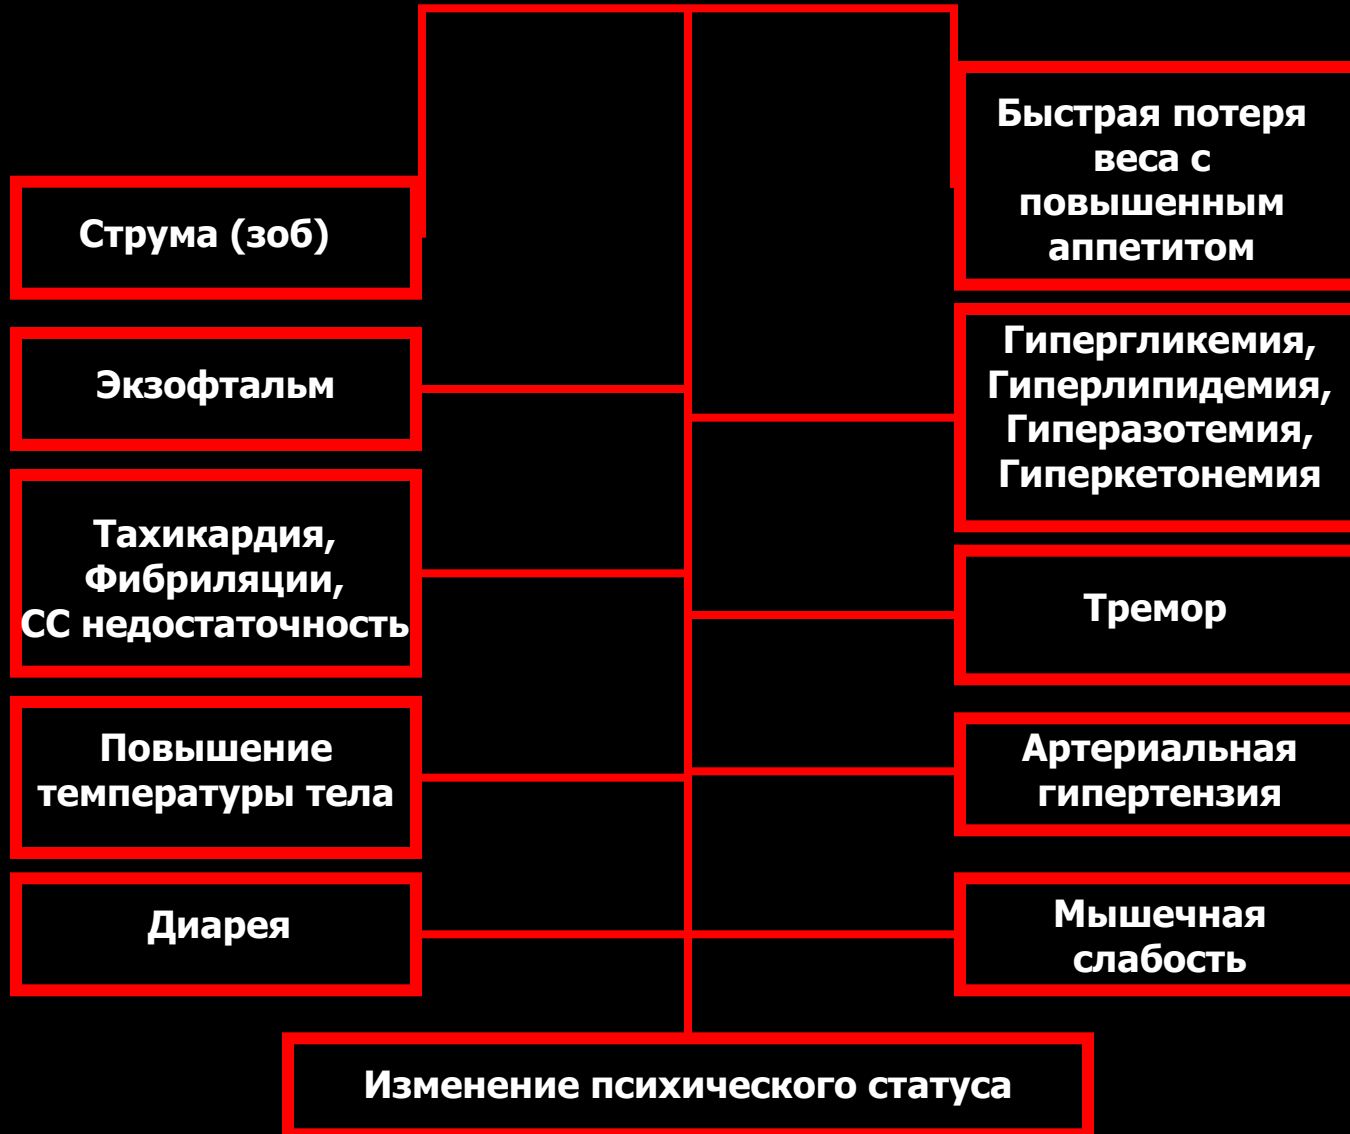 Струма (зоб)
Экзофтальм
Тахикардия,
Фибриляции,
СС недостаточность
Повышение
температуры тела
Диарея
Быстрая потеря
веса с
повышенным
аппетитом
Гипергликемия,
Гиперлипидемия,
Гиперазотемия,
Гиперкетонемия
Тремор
Артериальная
гипертензия
Мышечная
слабость
Изменение психического статуса